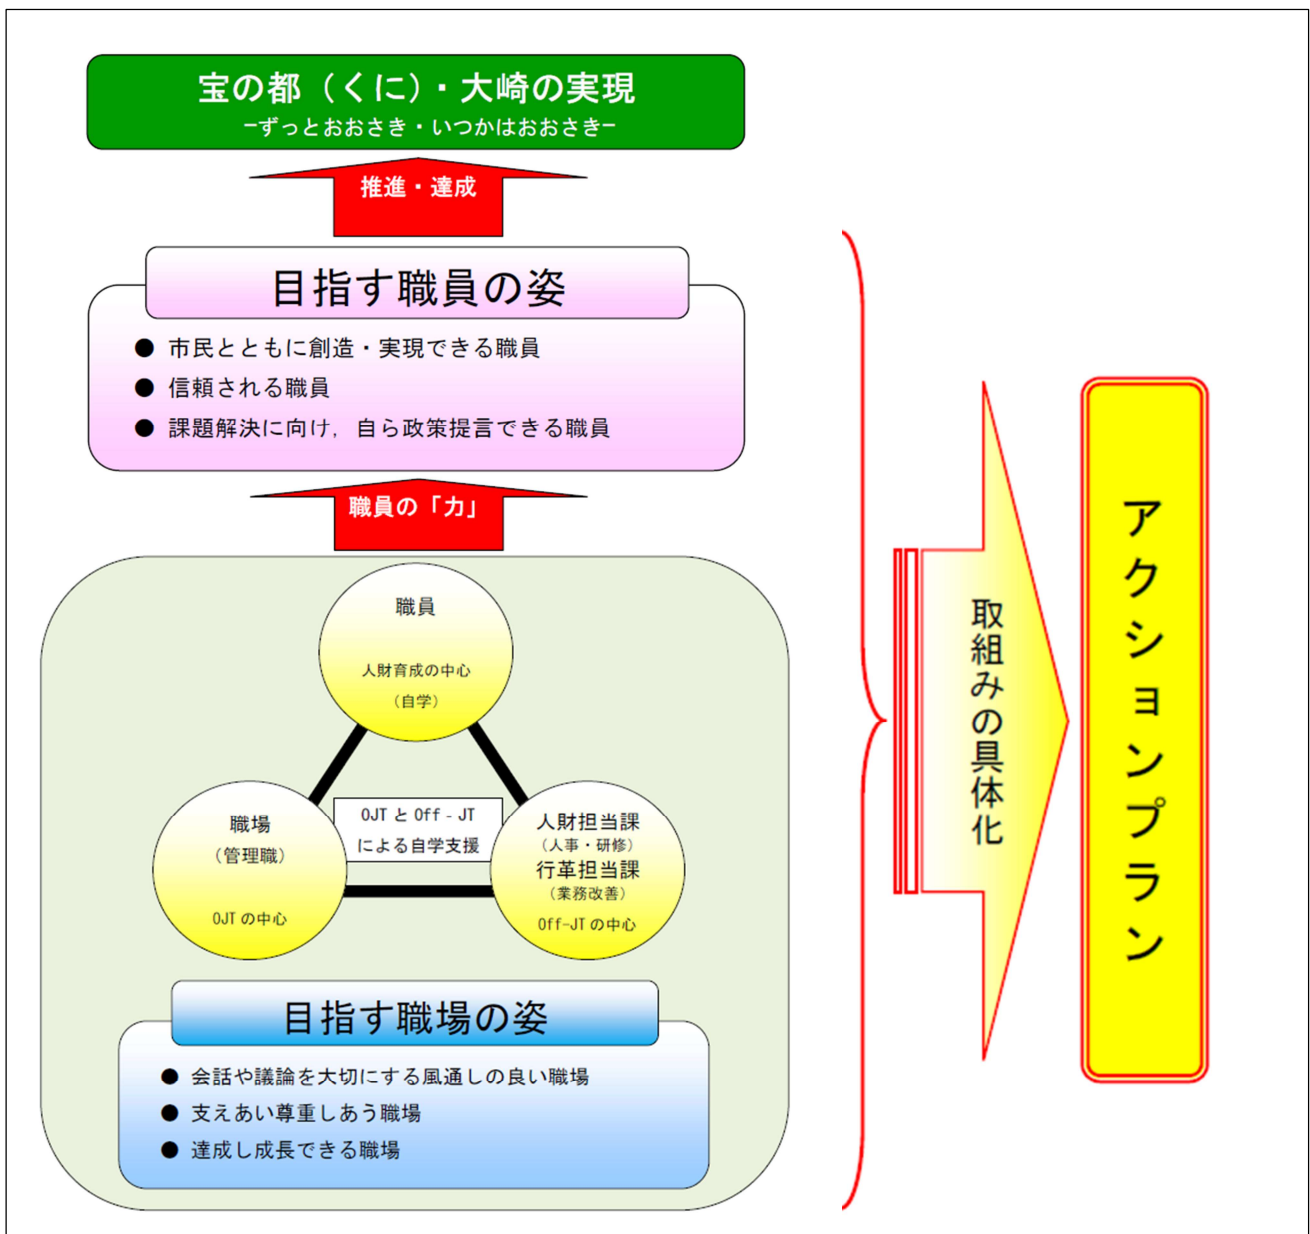 宝の都（くに）・大崎の実現
−ずっとおおさき・いつかはおおさき−
推進・達成
目指す職員の姿
● 市民とともに創造・実現できる職員
● 信頼される職員
● 課題解決に向け，自ら政策提言できる職員
職員の「力」
職員
人財育成の中心
（自学）
職場
（管理職）
OJT の中心
OJT と Off‐JT
による自学支援
人財担当課
（人事・研修）
行革担当課
（業務改善）
Off−JT の中心
目指す職場の姿
● 会話や議論を大切にする風通しの良い職場
● 支えあい尊重しあう職場
● 達成し成長できる職場
取組みの具体化
アクションプラン